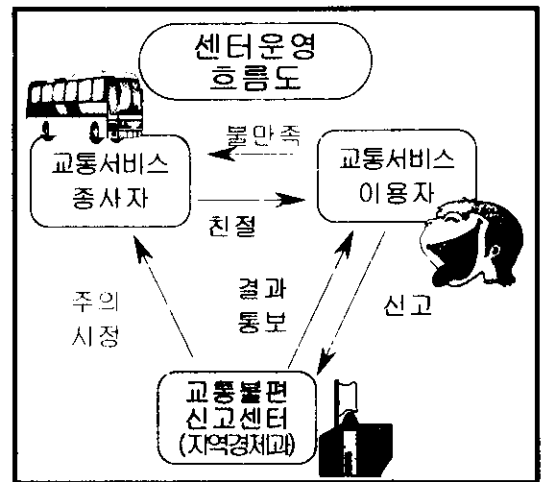 센터운영
흐름도
불만족
교통서비스
종사자
교통서비스
이용자
친절
주의
시정
결과
통보
신고
교통불편
신고센터
(지역경제과)